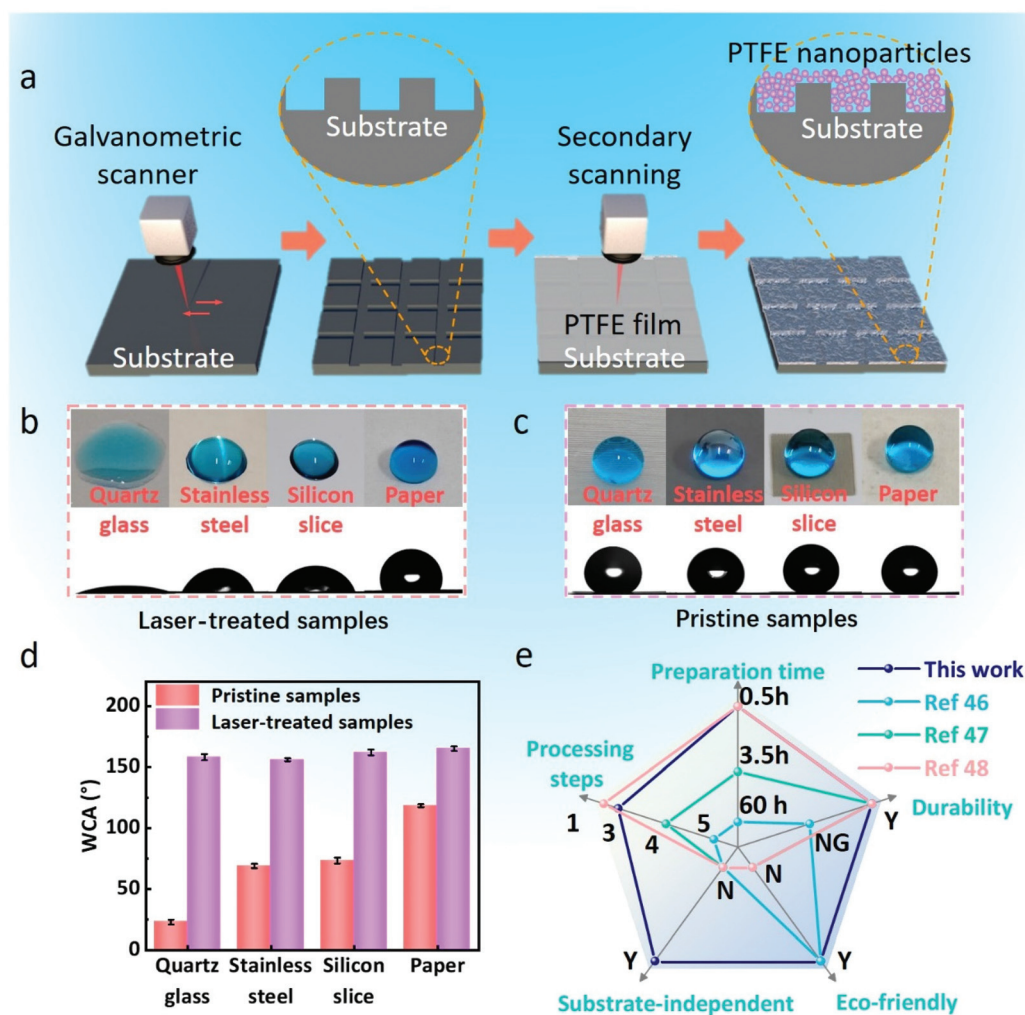 a
Galvanometric
scanner
Substrate
Substrate
Secondary
scanning
PTFE film
Substrate
PTFE nanoparticles
Substrate
b
Quartz
glass
Stainless
steel
Silicon
slice
Paper
Laser-treated samples
c
Quartz
glass
Stainless
steel
Silicon
slice
Paper
Pristine samples
d
Pristine samples
Laser-treated samples
WCA (°)
200
150
100
50
0
Quartz
glass
Stainless
steel
Silicon
slice
Paper
e
Preparation time
0.5h
3.5h
60 h
Processing
steps
1
3
4
5
Durability
Y
NG
N
N
Y
Y
Substrate-independent
Eco-friendly
This work
Ref 46
Ref 47
Ref 48